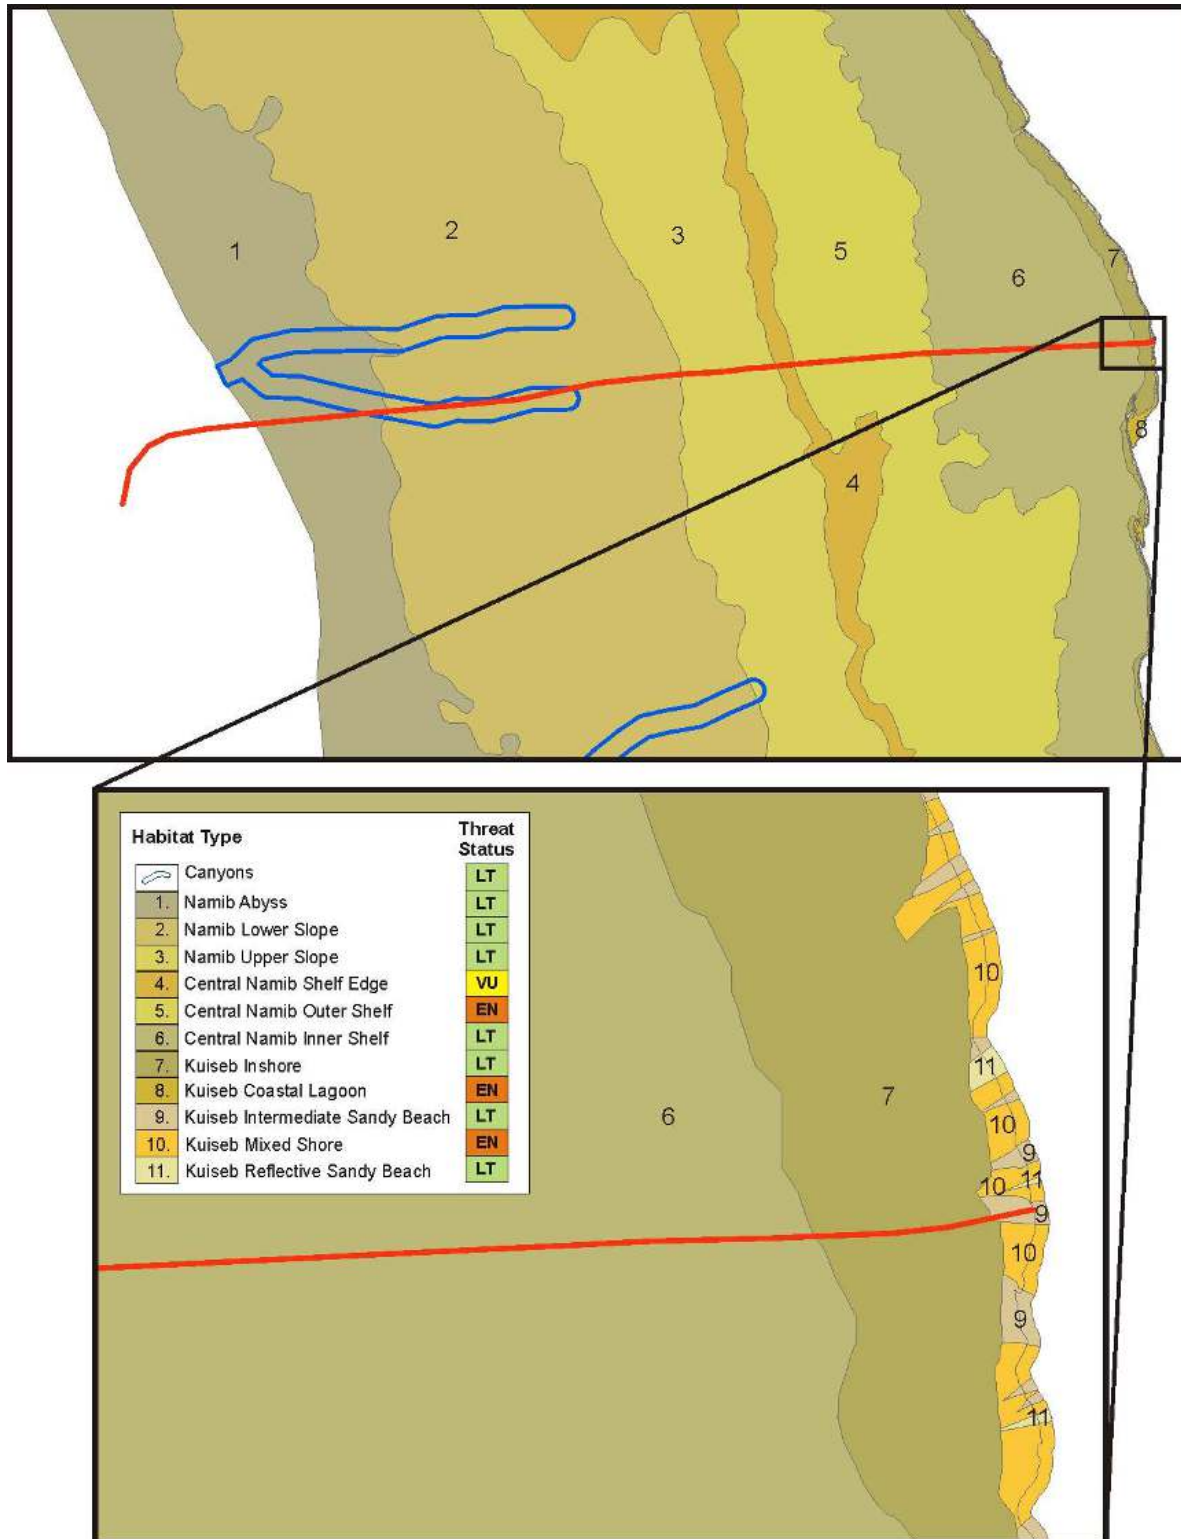 1
2
3
5
6
7
8
4
Habitat Type
Threat
Status
Canyons LT
1. Namib Abyss LT
2. Namib Lower Slope LT
3. Namib Upper Slope LT
4. Central Namib Shelf Edge VU
5. Central Namib Outer Shelf EN
6. Central Namib Inner Shelf LT
7. Kuiseb Inshore LT
8. Kuiseb Coastal Lagoon EN
9. Kuiseb Intermediate Sandy Beach LT
10. Kuiseb Mixed Shore EN
11. Kuiseb Reflective Sandy Beach LT
10
11
6
7
10
9
10
11
9
10
9
11